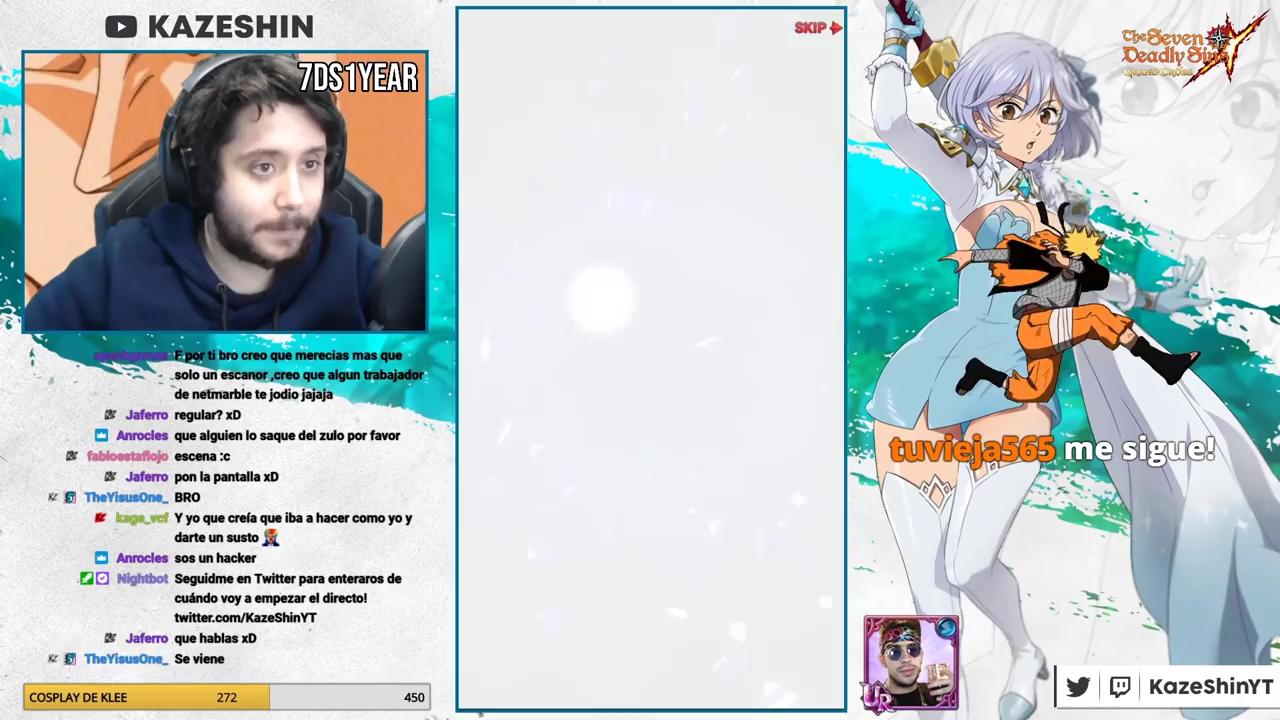 KAZESHIN
7DS1YEAR
F por ti bro creo que merecias mas que
solo un escanor ,creo que algun trabajador
de netmarble te jodio jajaja
Jaferro regular? xD
Anrocles que alguien lo saque del zulo por favor
fabioestaflojo escena :c
Jaferro pon la pantalla xD
TheYisusOne_ BRO
kage_vcf Y yo que creía que iba a hacer como yo y
darte un susto
Anrocles sos un hacker
Nightbot Seguidme en Twitter para enteraros de
cuándo voy a empezar el directo!
twitter.com/KazeShinYT
Jaferro que hablas xD
TheYisusOne_ Se viene
COSPLAY DE KLEE 272 450
SKIP
The Seven
Deadly Sins
GRAND CROSS
tuvieja565 me sigue!
UR
KazeShinYT